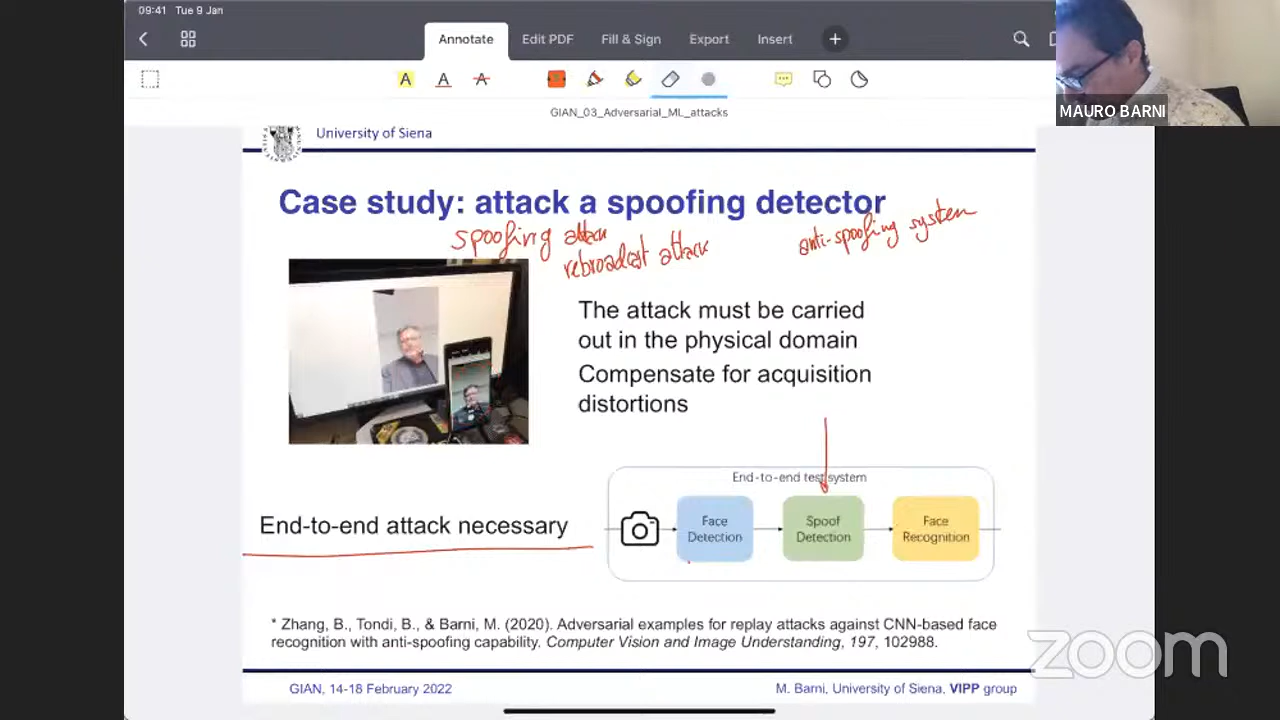 09:41 Tue 9 Jan
Annotate Edit PDF Fill & Sign Export Insert +
A A A
GIAN_03_Adversarial_ML_attacks
MAURO BARNI
University of Siena
Case study: attack a spoofing detector
spoofing attack
rebroadcast attack
anti-spoofing system
The attack must be carried
out in the physical domain
Compensate for acquisition
distortions
End-to-end attack necessary
End-to-end test system
Face
Detection
Spoof
Detection
Face
Recognition
* Zhang, B., Tondi, B., & Barni, M. (2020). Adversarial examples for replay attacks against CNN-based face
recognition with anti-spoofing capability. Computer Vision and Image Understanding, 197, 102988.
zoom
GIAN, 14-18 February 2022
M. Barni, University of Siena, VIPP group